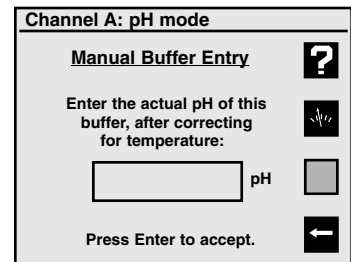 Channel A: pH mode
Manual Buffer Entry
?
Enter the actual pH of this
buffer, after correcting
for temperature:
pH
Press Enter to accept.